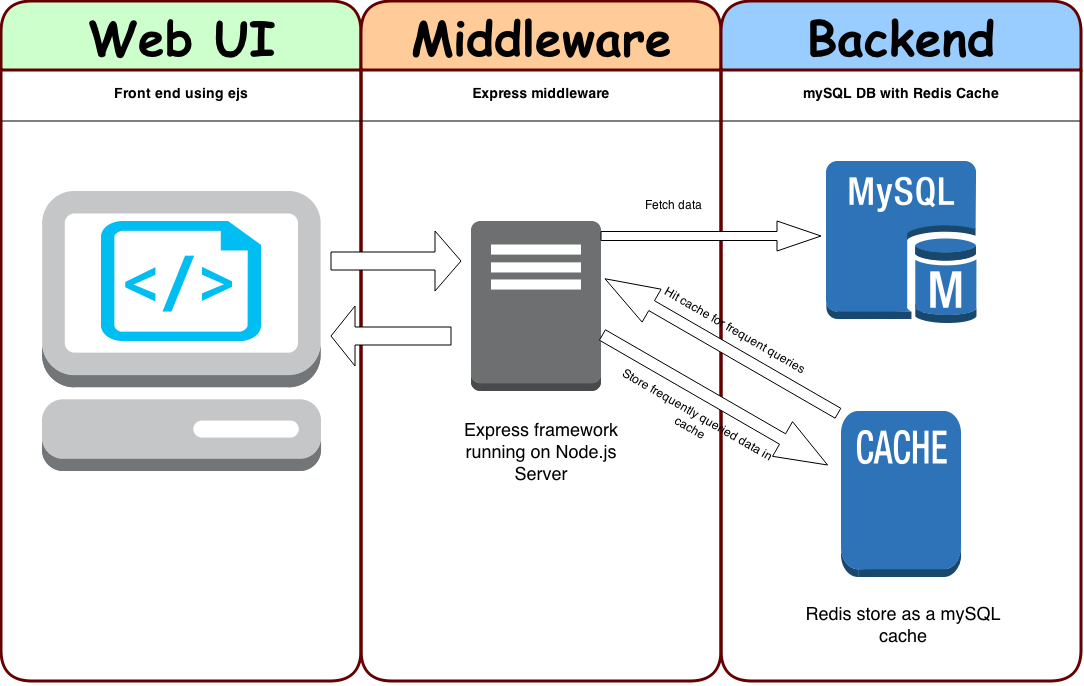 Web UI
Middleware
Backend
Front end using ejs
Express middleware
mySQL DB with Redis Cache
</>
MySQL
M
Fetch data
Hit cache for frequent queries
Store frequently queried data in
cache
Express framework
running on Node.js
Server
CACHE
Redis store as a mySQL
cache